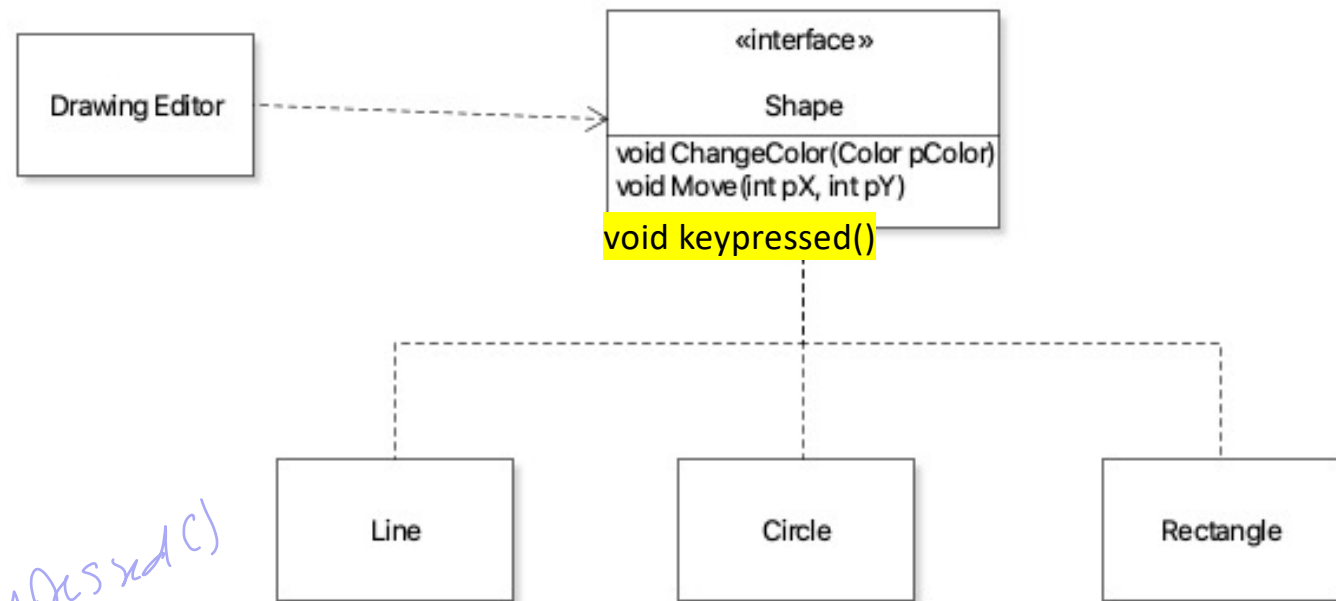 «interface»
Drawing Editor
Shape
void ChangeColor(Color pColor)
void Move(int pX, int pY)
void keypressed()
Line
Circle
Rectangle